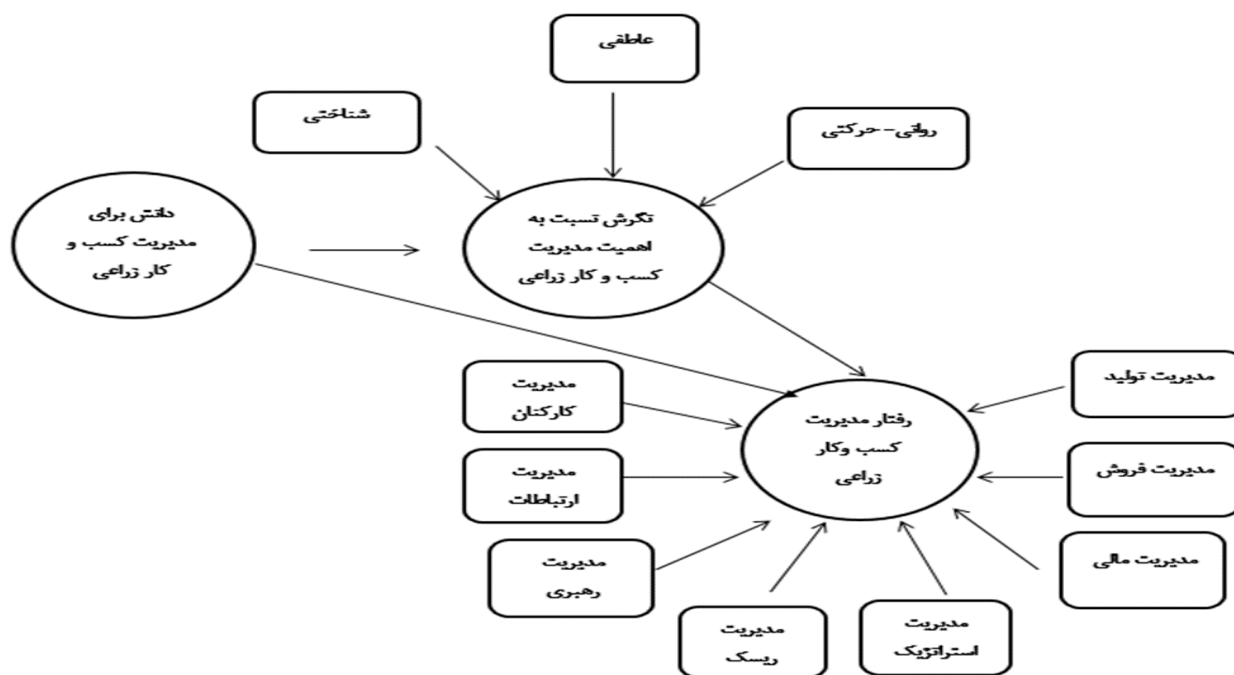 عاطفی
شناختی
روانی- حرکتی
دانش برای
مدیریت کسب و
کار زراعی
نگرش نسبت به
اهمیت مدیریت
کسب و کار زراعی
مدیریت
کارکنان
مدیریت تولید
رفتار مدیریت
کسب وکار
زراعی
مدیریت
ارتباطات
مدیریت فروش
مدیریت
رهبری
مدیریت مالی
مدیریت
ریسک
مدیریت
استراتژیک